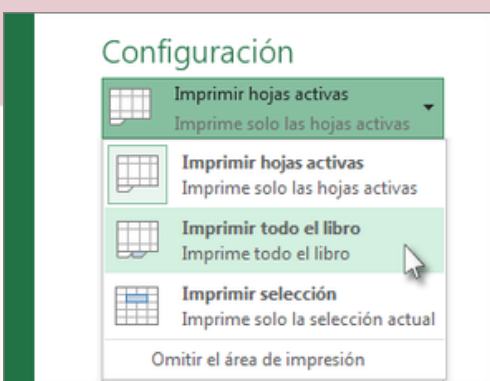 Configuración
Imprimir hojas activas
Imprime solo las hojas activas
Imprimir hojas activas
Imprime solo las hojas activas
Imprimir todo el libro
Imprime todo el libro
Imprimir selección
Imprime solo la selección actual
Omitir el área de impresión